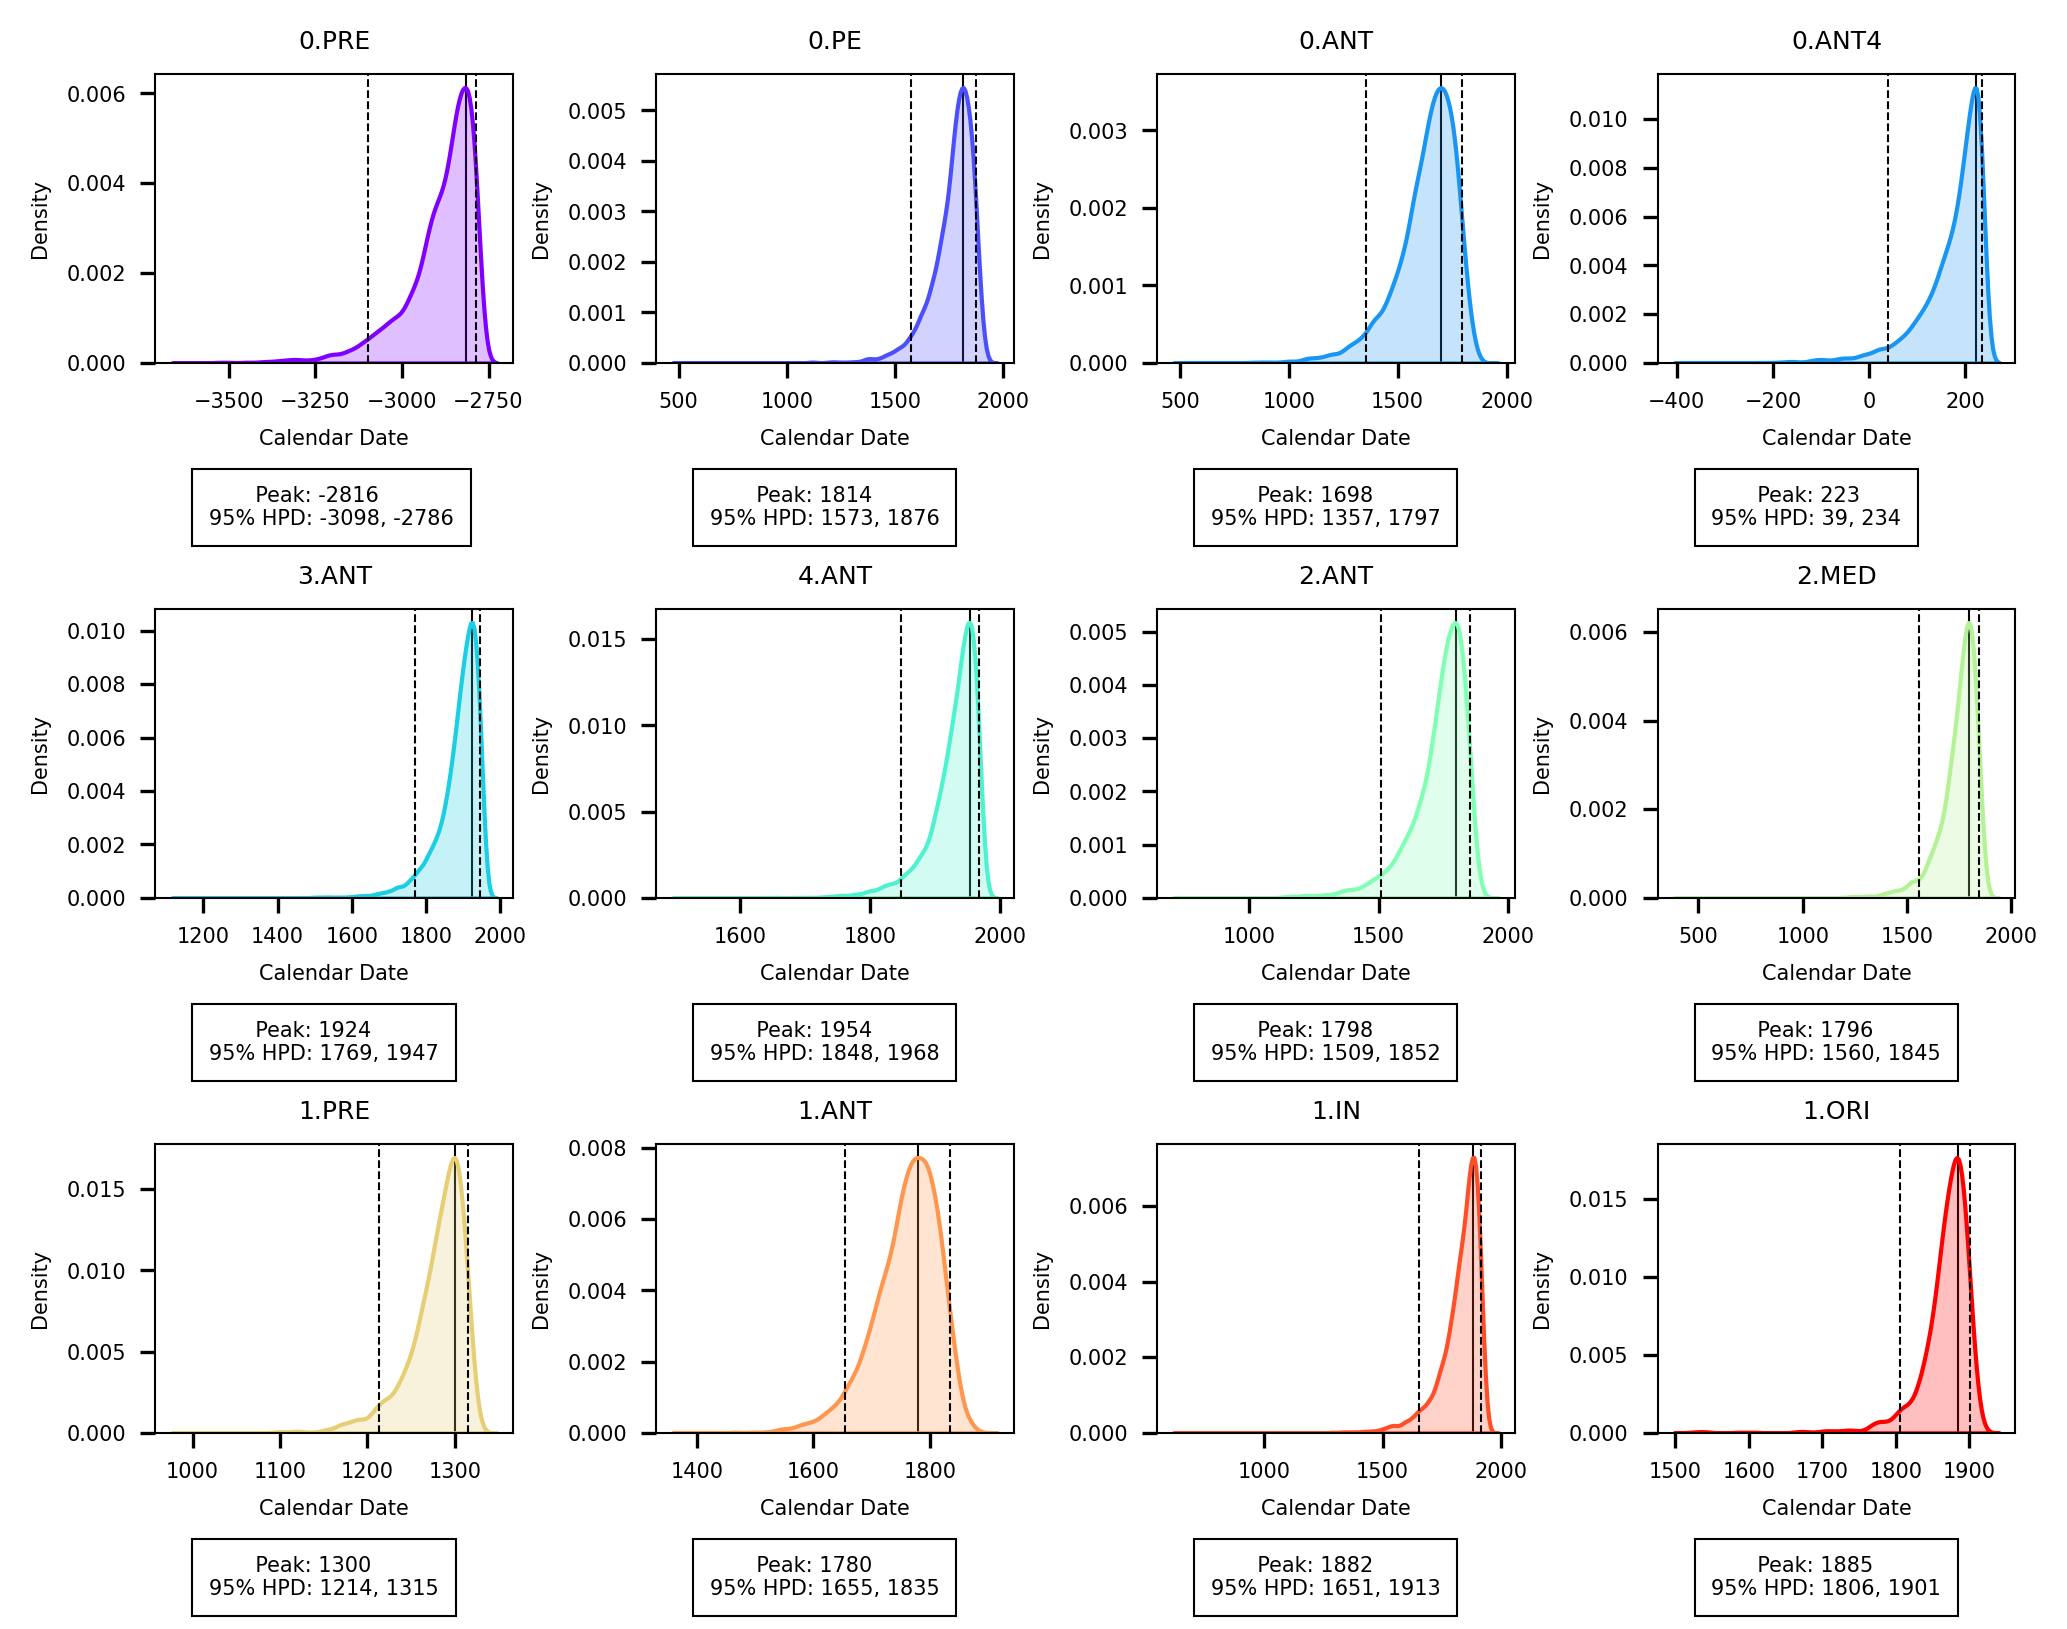 0.PRE
0.006
0.004
0.002
0.000
Density
−3500 −3250 −3000 −2750
Calendar Date
Peak: -2816
95% HPD: -3098, -2786
0.PE
0.005
0.004
0.003
0.002
0.001
0.000
Density
500 1000 1500 2000
Calendar Date
Peak: 1814
95% HPD: 1573, 1876
0.ANT
0.003
0.002
0.001
0.000
Density
500 1000 1500 2000
Calendar Date
Peak: 1698
95% HPD: 1357, 1797
0.ANT4
0.010
0.008
0.006
0.004
0.002
0.000
Density
−400 −200 0 200
Calendar Date
Peak: 223
95% HPD: 39, 234
3.ANT
0.010
0.008
0.006
0.004
0.002
0.000
Density
1200 1400 1600 1800 2000
Calendar Date
Peak: 1924
95% HPD: 1769, 1947
4.ANT
0.015
0.010
0.005
0.000
Density
1600 1800 2000
Calendar Date
Peak: 1954
95% HPD: 1848, 1968
2.ANT
0.005
0.004
0.003
0.002
0.001
0.000
Density
1000 1500 2000
Calendar Date
Peak: 1798
95% HPD: 1509, 1852
2.MED
0.006
0.004
0.002
0.000
Density
500 1000 1500 2000
Calendar Date
Peak: 1796
95% HPD: 1560, 1845
1.PRE
0.015
0.010
0.005
0.000
Density
1000 1100 1200 1300
Calendar Date
Peak: 1300
95% HPD: 1214, 1315
1.ANT
0.008
0.006
0.004
0.002
0.000
Density
1400 1600 1800
Calendar Date
Peak: 1780
95% HPD: 1655, 1835
1.IN
0.006
0.004
0.002
0.000
Density
1000 1500 2000
Calendar Date
Peak: 1882
95% HPD: 1651, 1913
1.ORI
0.015
0.010
0.005
0.000
Density
1500 1600 1700 1800 1900
Calendar Date
Peak: 1885
95% HPD: 1806, 1901